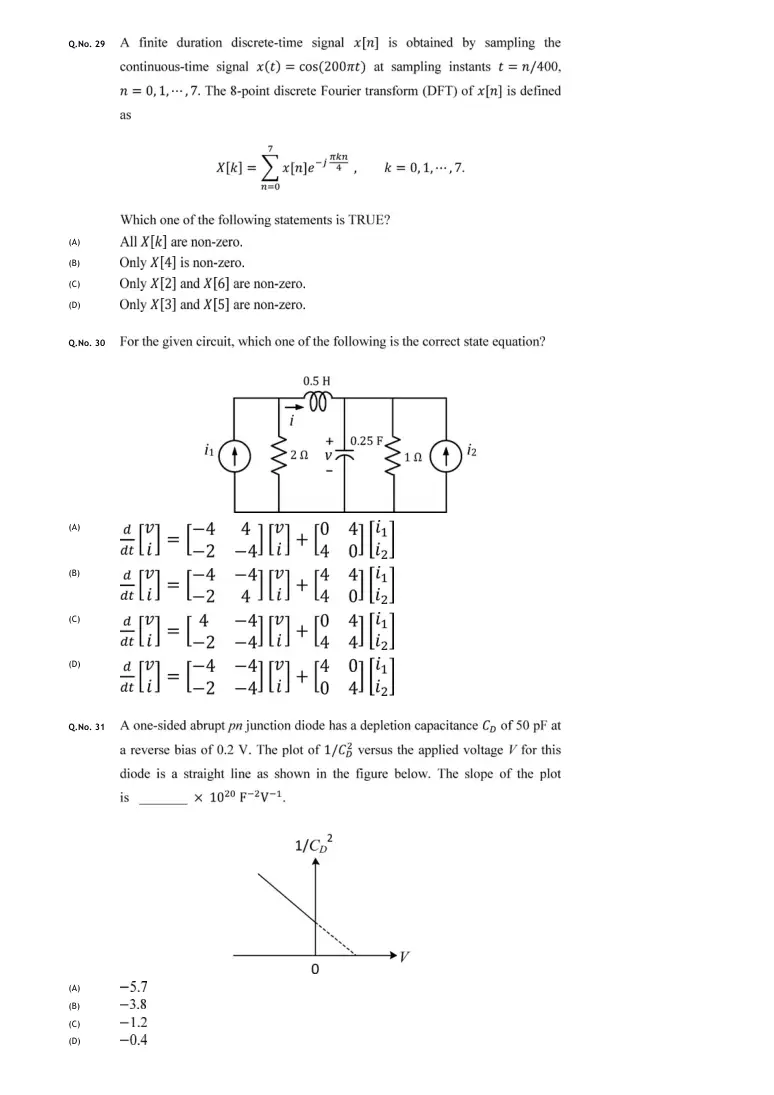 Q.No. 29 A finite duration discrete-time signal x[n] is obtained by sampling the
continuous-time signal x(t) = cos(200πt) at sampling instants t = n/400,
n = 0, 1, ⋯ , 7. The 8-point discrete Fourier transform (DFT) of x[n] is defined
as
X[k] = ∑_{n=0}^{7} x[n]e^{−j πkn/4} , k = 0, 1, ⋯ , 7.
Which one of the following statements is TRUE?
(A) All X[k] are non-zero.
(B) Only X[4] is non-zero.
(C) Only X[2] and X[6] are non-zero.
(D) Only X[3] and X[5] are non-zero.
Q.No. 30 For the given circuit, which one of the following is the correct state equation?
0.5 H
i
i₁ 2 Ω + v − 0.25 F 1 Ω i₂
(A) d/dt [v; i] = [−4 4; −2 −4] [v; i] + [0 4; 4 0] [i₁; i₂]
(B) d/dt [v; i] = [−4 −4; −2 4] [v; i] + [4 4; 4 0] [i₁; i₂]
(C) d/dt [v; i] = [4 −4; −2 −4] [v; i] + [0 4; 4 4] [i₁; i₂]
(D) d/dt [v; i] = [−4 −4; −2 −4] [v; i] + [4 0; 0 4] [i₁; i₂]
Q.No. 31 A one-sided abrupt pn junction diode has a depletion capacitance C_D of 50 pF at
a reverse bias of 0.2 V. The plot of 1/C_D² versus the applied voltage V for this
diode is a straight line as shown in the figure below. The slope of the plot
is _______ × 10²⁰ F⁻²V⁻¹.
1/C_D²
V
0
(A) −5.7
(B) −3.8
(C) −1.2
(D) −0.4